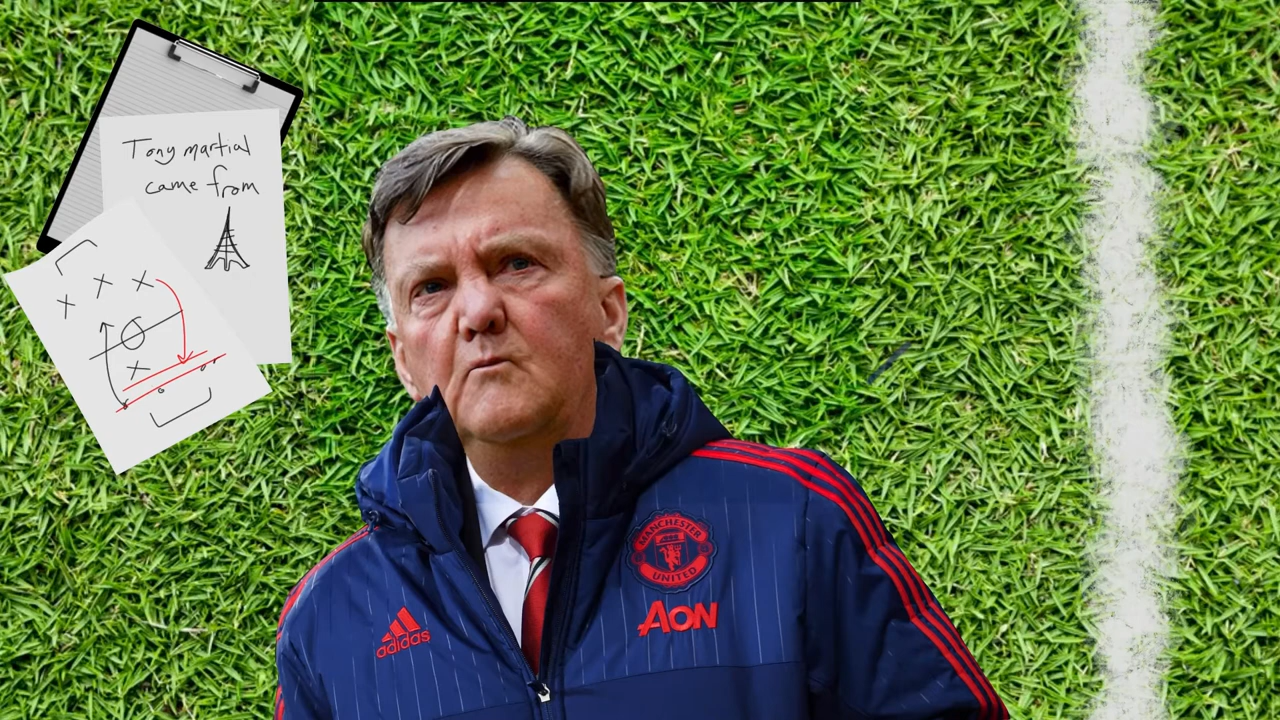 Tony martial
came from
MANCHESTER
UNITED
adidas
AON